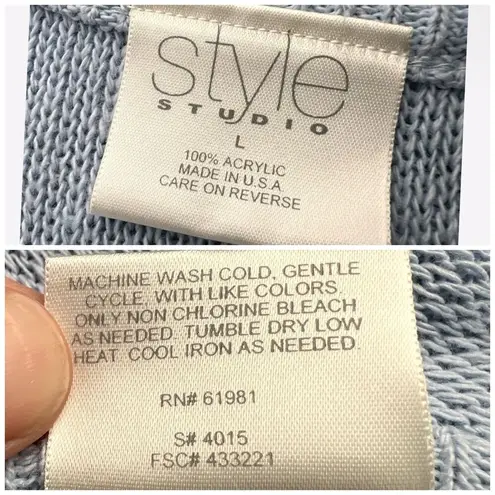 style
STUDIO
L
100% ACRYLIC
MADE IN U.S.A
CARE ON REVERSE
MACHINE WASH COLD, GENTLE
CYCLE, WITH LIKE COLORS.
ONLY NON CHLORINE BLEACH
AS NEEDED. TUMBLE DRY LOW
HEAT. COOL IRON AS NEEDED.
RN# 61981
S# 4015
FSC# 433221